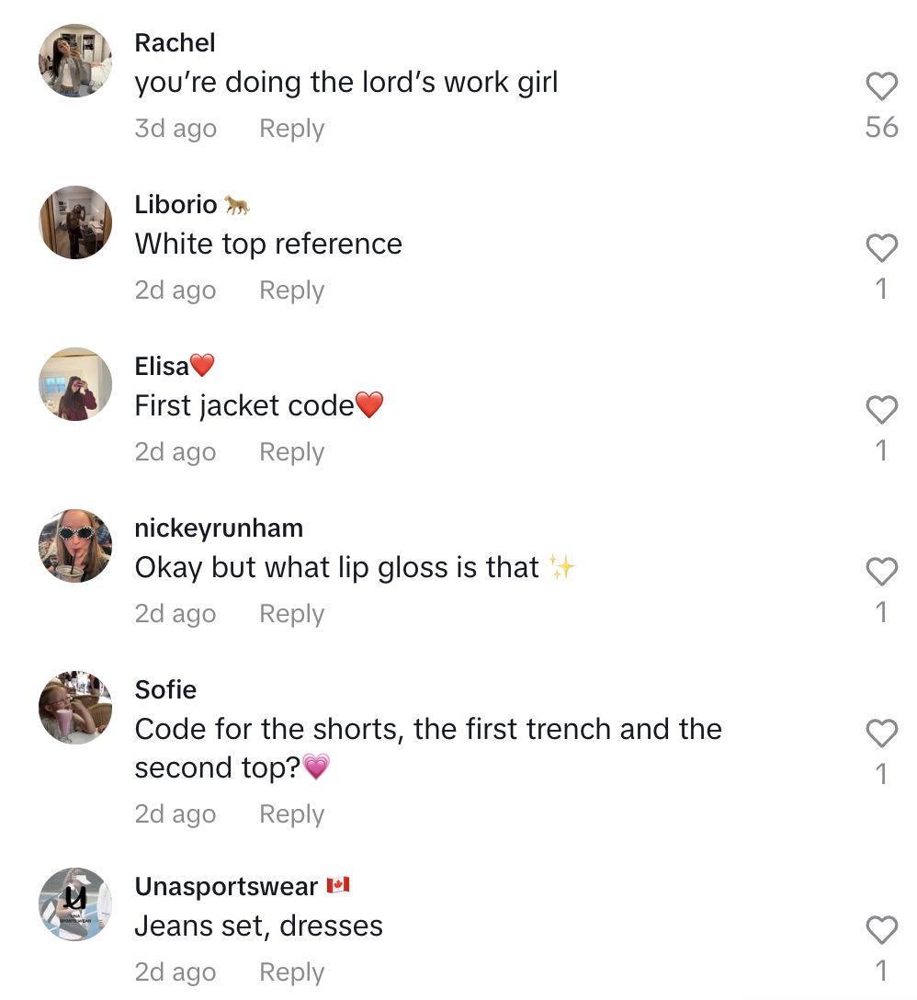 Rachel
you’re doing the lord’s work girl
3d ago Reply
56
Liborio 🐆
White top reference
2d ago Reply
1
Elisa❤️
First jacket code❤️
2d ago Reply
1
nickeyrunham
Okay but what lip gloss is that ✨
2d ago Reply
1
Sofie
Code for the shorts, the first trench and the
second top?💗
2d ago Reply
1
u
UNA
SPORTS WEAR
Unasportswear 🇨🇦
Jeans set, dresses
2d ago Reply
1